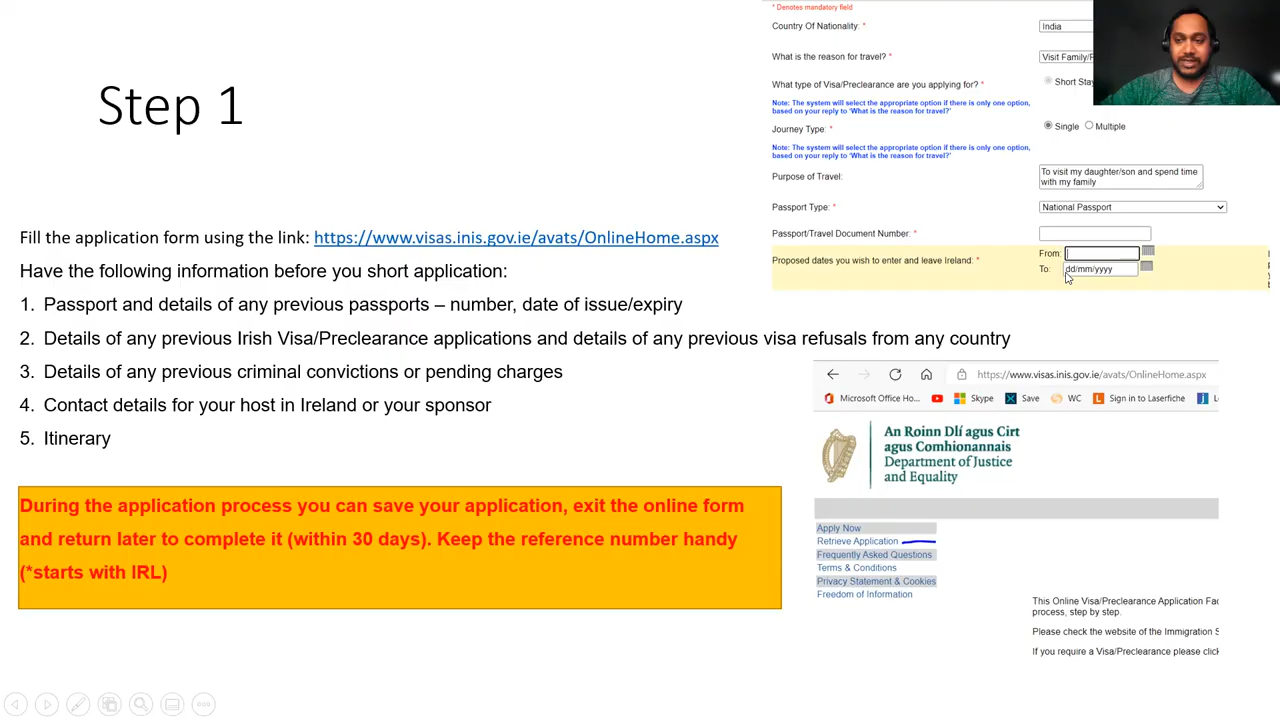 Step 1
Fill the application form using the link: https://www.visas.inis.gov.ie/avats/OnlineHome.aspx
Have the following information before you short application:
1. Passport and details of any previous passports – number, date of issue/expiry
2. Details of any previous Irish Visa/Preclearance applications and details of any previous visa refusals from any country
3. Details of any previous criminal convictions or pending charges
4. Contact details for your host in Ireland or your sponsor
5. Itinerary
During the application process you can save your application, exit the online form
and return later to complete it (within 30 days). Keep the reference number handy
(*starts with IRL)
* Denotes mandatory field
Country Of Nationality: * India
What is the reason for travel? * Visit Family/F
What type of Visa/Preclearance are you applying for? * Short Stay
Note: The system will select the appropriate option if there is only one option,
based on your reply to 'What is the reason for travel?'
Journey Type: * Single Multiple
Note: The system will select the appropriate option if there is only one option,
based on your reply to 'What is the reason for travel?'
Purpose of Travel: To visit my daughter/son and spend time
with my family
Passport Type: * National Passport
Passport/Travel Document Number: *
Proposed dates you wish to enter and leave Ireland: * From:
To: dd/mm/yyyy
https://www.visas.inis.gov.ie/avats/OnlineHome.aspx
Microsoft Office Ho... Skype Save WC Sign in to Laserfiche
An Roinn Dlí agus Cirt
agus Comhionannais
Department of Justice
and Equality
Apply Now
Retrieve Application
Frequently Asked Questions
Terms & Conditions
Privacy Statement & Cookies
Freedom of Information
This Online Visa/Preclearance Application Fac
process, step by step.
Please check the website of the Immigration S
If you require a Visa/Preclearance please click